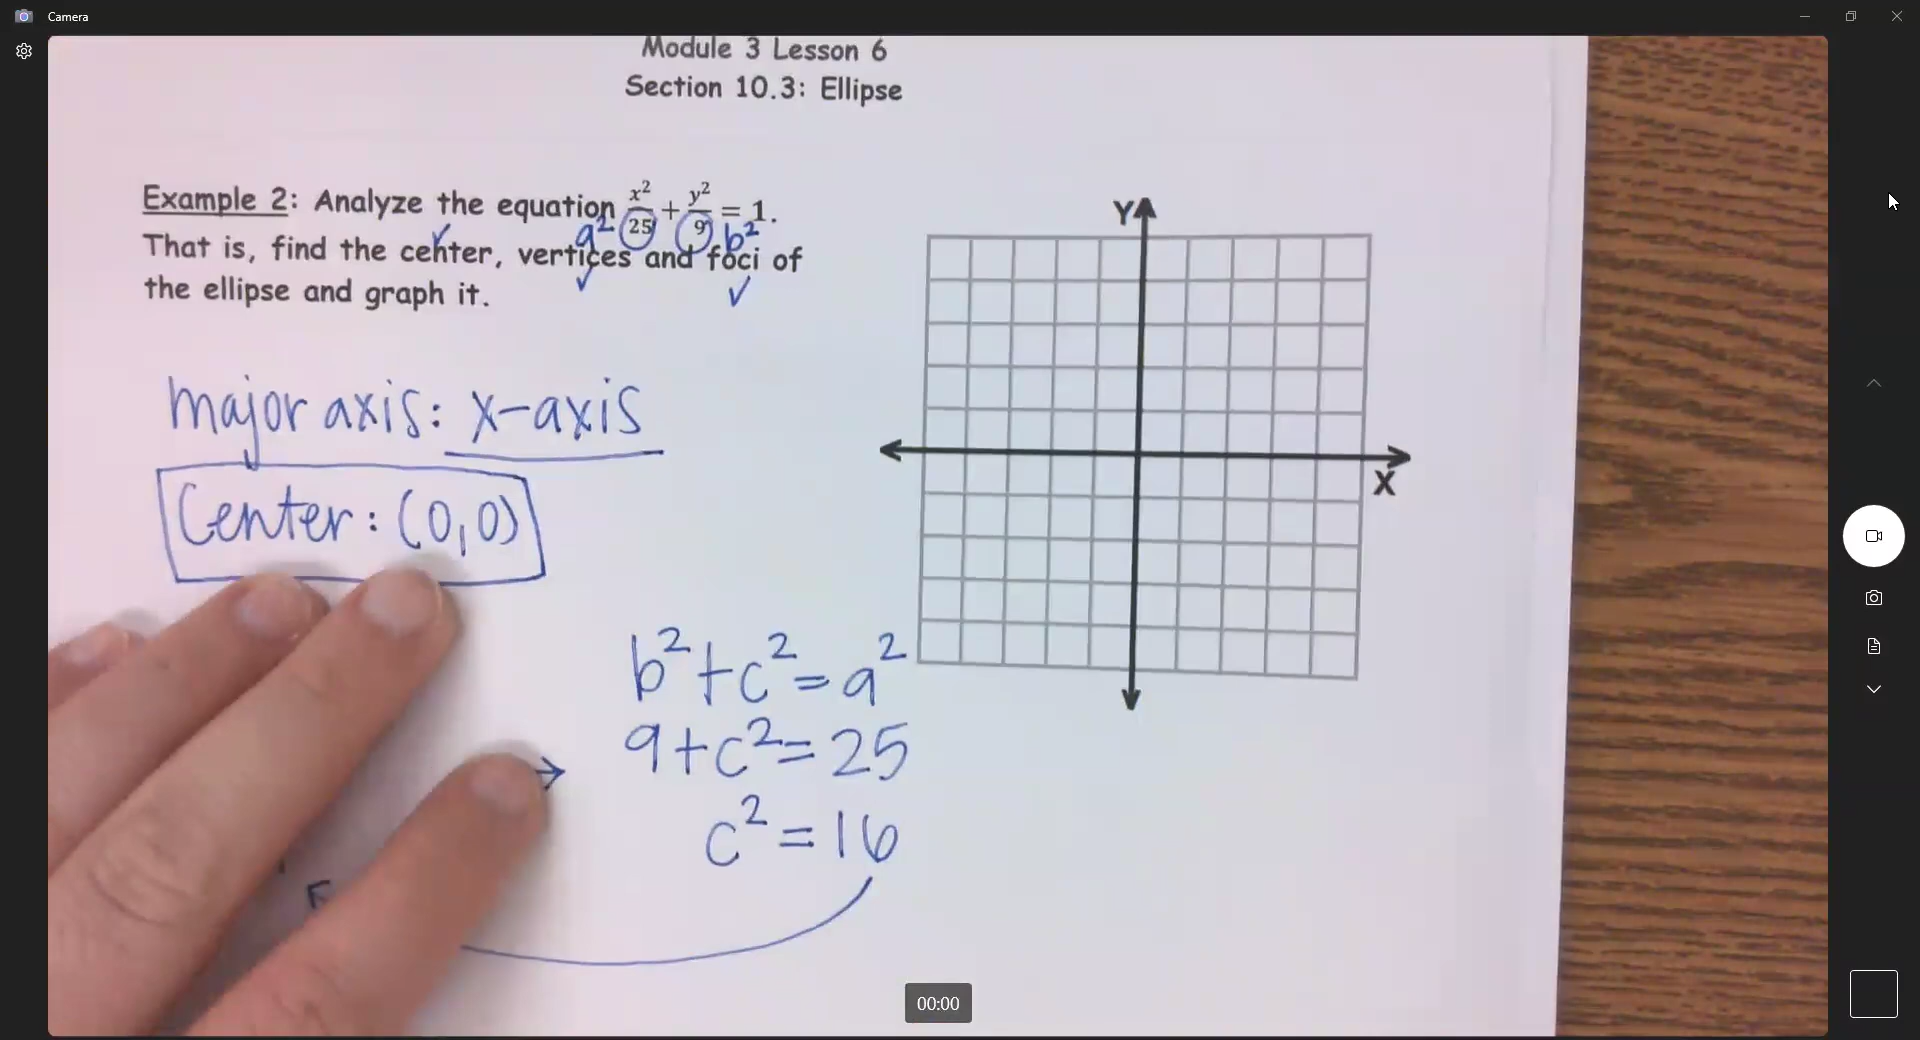 Camera
Module 3 Lesson 6
Section 10.3: Ellipse
Example 2: Analyze the equation x²/25 + y²/9 = 1.
a² b²
That is, find the center, vertices and foci of
the ellipse and graph it.
major axis: x-axis
Center: (0,0)
b²+c²=a²
9+c²=25
c²=16
Y
X
00:00